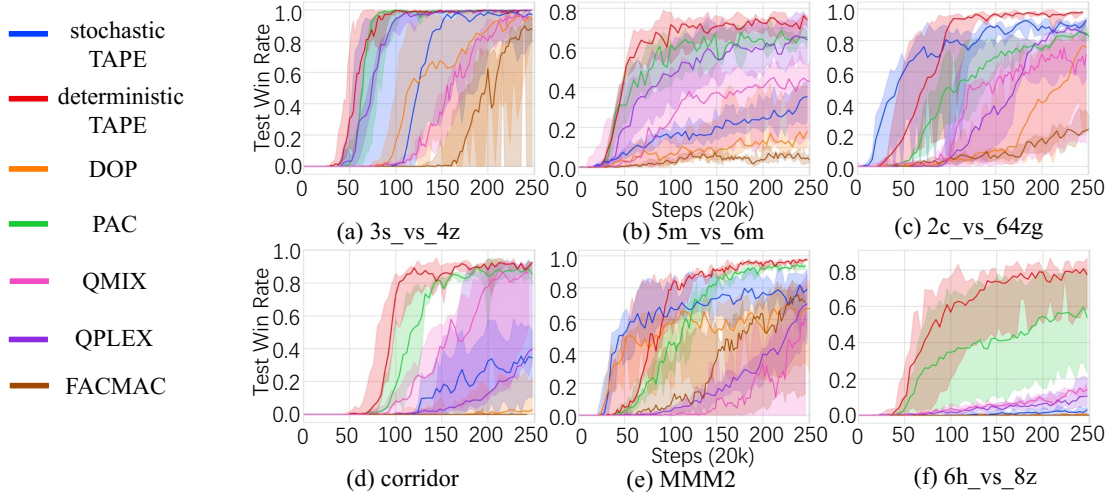 stochastic
TAPE
deterministic
TAPE
DOP
PAC
QMIX
QPLEX
FACMAC
Test Win Rate
1.0
0.8
0.6
0.4
0.2
0.0
0 50 100 150 200 250
(a) 3s_vs_4z
0.8
0.6
0.4
0.2
0.0
0 50 100 150 200 250
Steps (20k)
(b) 5m_vs_6m
1.0
0.8
0.6
0.4
0.2
0.0
0 50 100 150 200 250
(c) 2c_vs_64zg
Test Win Rate
1.0
0.8
0.6
0.4
0.2
0.0
0 50 100 150 200 250
(d) corridor
1.0
0.8
0.6
0.4
0.2
0.0
0 50 100 150 200 250
Steps (20k)
(e) MMM2
0.8
0.6
0.4
0.2
0.0
0 50 100 150 200 250
(f) 6h_vs_8z